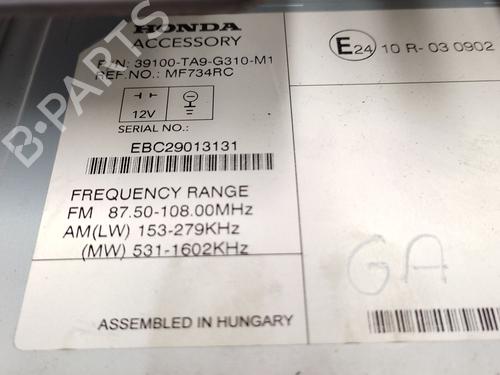 HONDA
ACCESSORY
P/N: 39100-TA9-G310-M1
REF.NO.: MF734RC
12V
SERIAL NO.:
EBC29013131
FREQUENCY RANGE
FM 87.50-108.00MHz
AM(LW) 153-279KHz
(MW) 531-1602KHz
ASSEMBLED IN HUNGARY
E24 10 R- 03 0902
GA
B-PARTS